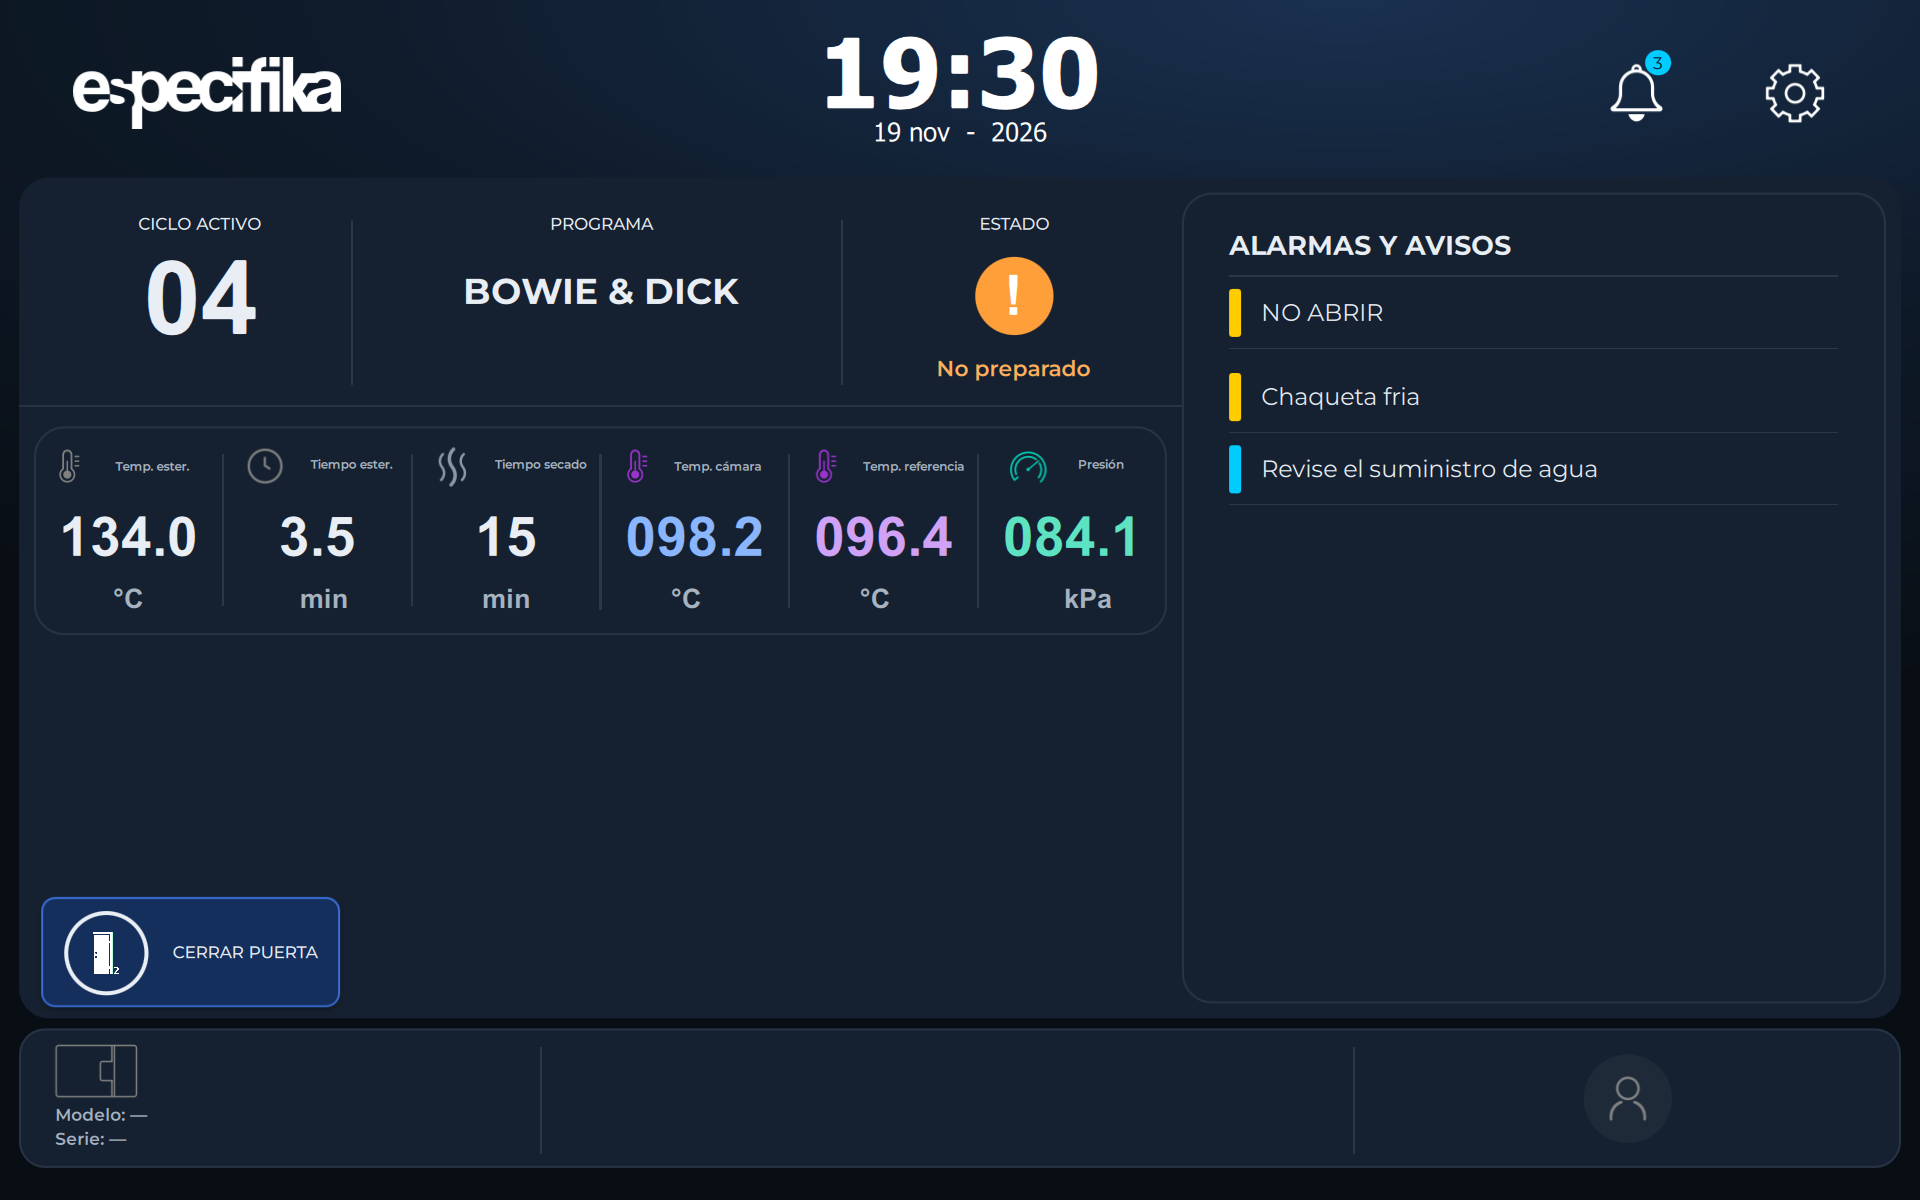 especifika
19:30
19 nov - 2026
3
CICLO ACTIVO
04
PROGRAMA
BOWIE & DICK
ESTADO
!
No preparado
Temp. ester.
134.0
°C
Tiempo ester.
3.5
min
Tiempo secado
15
min
Temp. cámara
098.2
°C
Temp. referencia
096.4
°C
Presión
084.1
kPa
ALARMAS Y AVISOS
NO ABRIR
Chaqueta fria
Revise el suministro de agua
2
CERRAR PUERTA
Modelo: —
Serie: —